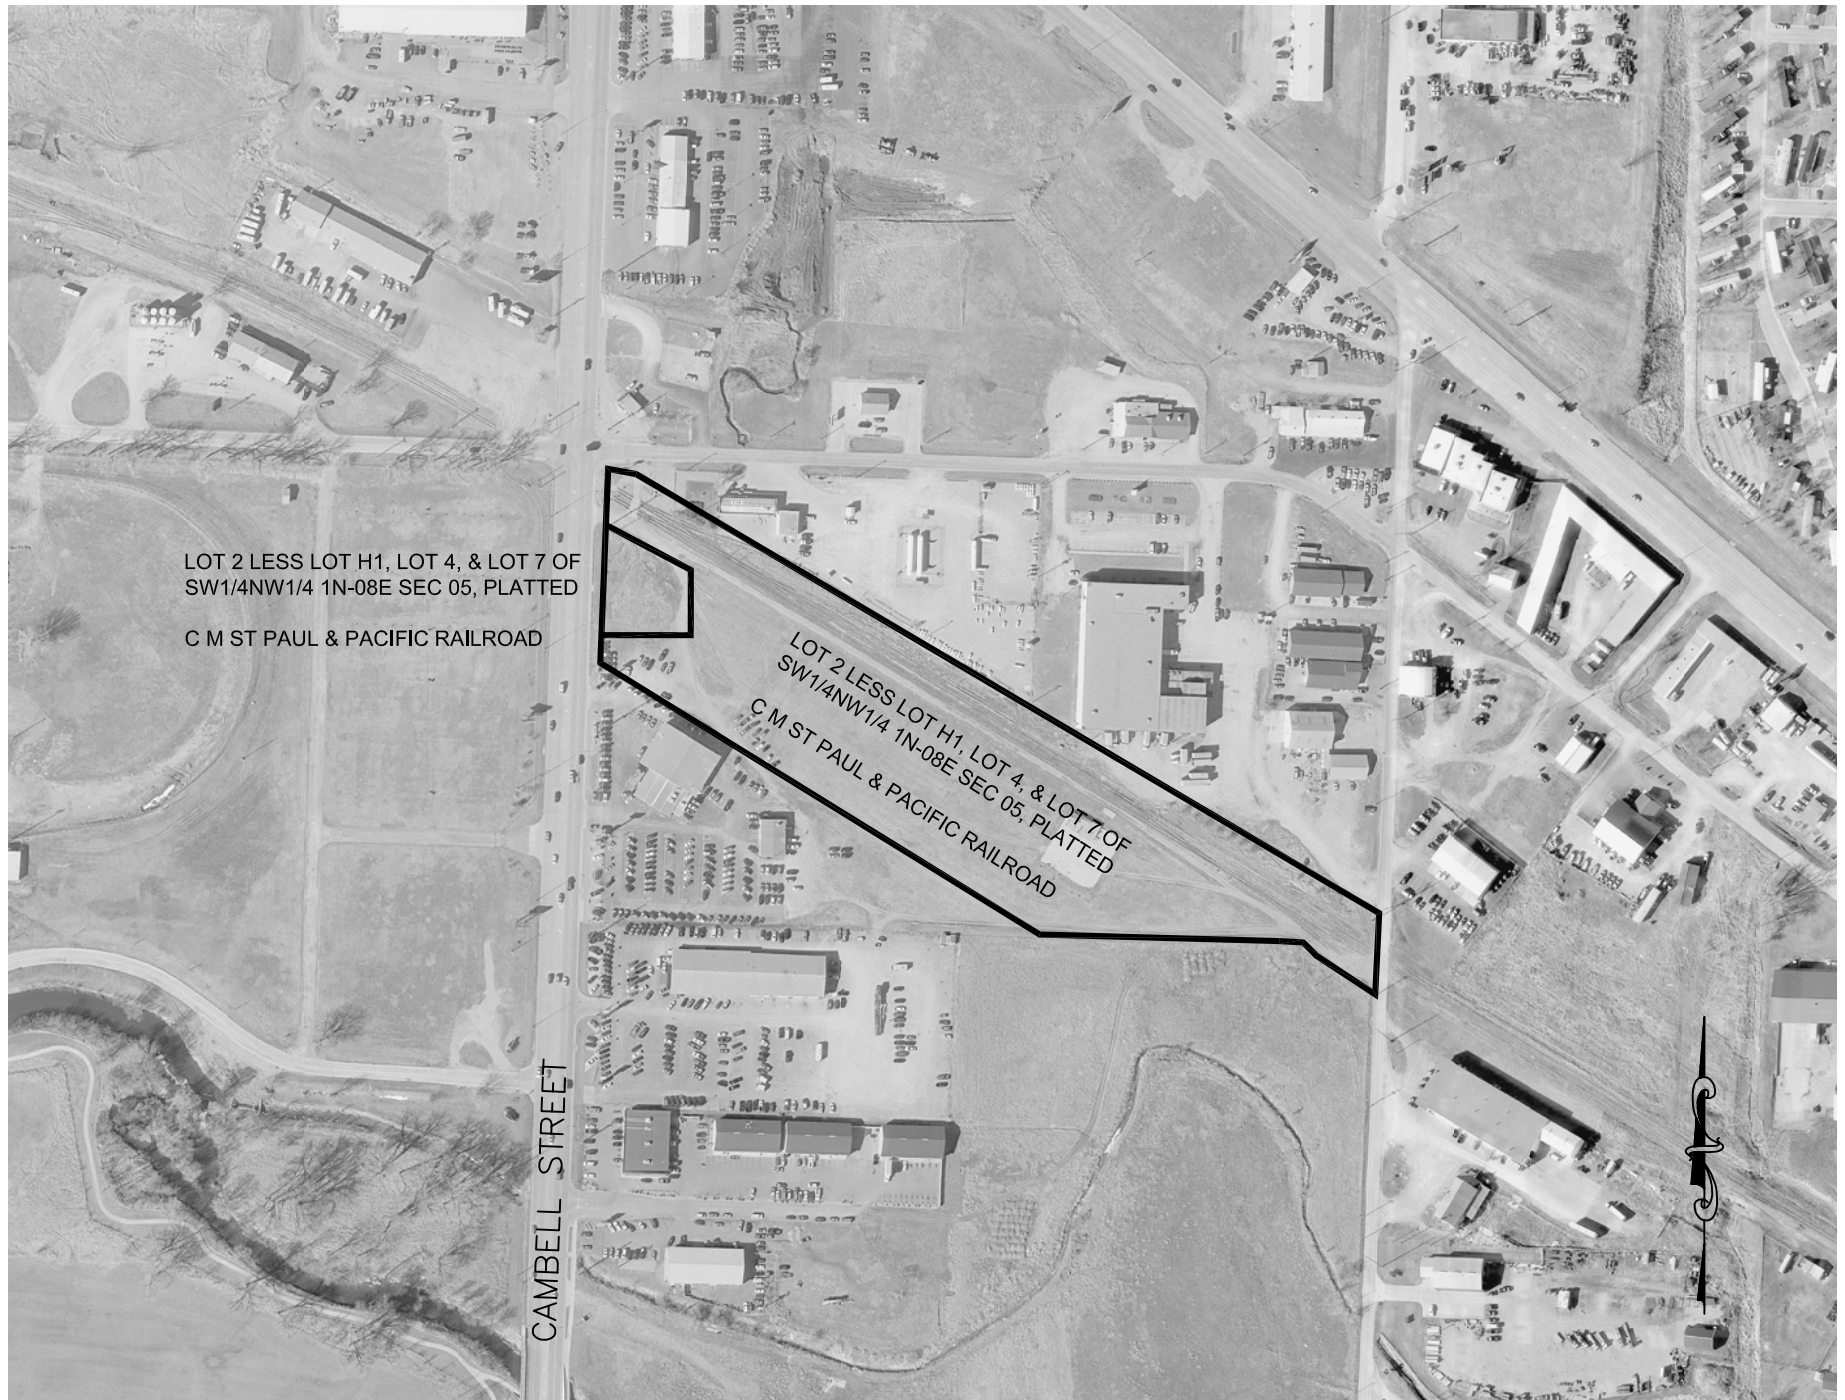 LOT 2 LESS LOT H1, LOT 4, & LOT 7 OF
SW1/4NW1/4 1N-08E SEC 05, PLATTED
C M ST PAUL & PACIFIC RAILROAD
LOT 2 LESS LOT H1, LOT 4, & LOT 7 OF
SW1/4NW1/4 1N-08E SEC 05, PLATTED
C M ST PAUL & PACIFIC RAILROAD
CAMBELL STREET